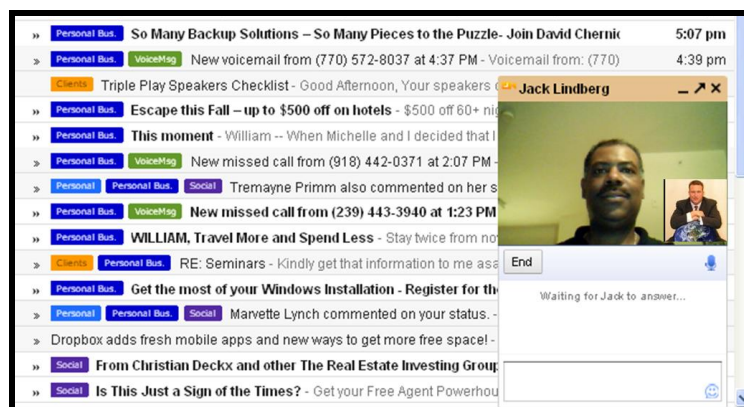 » Personal Bus. So Many Backup Solutions – So Many Pieces to the Puzzle- Join David Chernic 5:07 pm
» Personal Bus. VoiceMsg New voicemail from (770) 572-8037 at 4:37 PM - Voicemail from: (770) 4:39 pm
Clients Triple Play Speakers Checklist - Good Afternoon, Your speakers
Jack Lindberg
» Personal Bus. Escape this Fall – up to $500 off on hotels - $500 off 60+
» Personal Bus. This moment - William -- When Michelle and I decided that I
» Personal Bus. VoiceMsg New missed call from (918) 442-0371 at 2:07 PM -
» Personal Personal Bus. Social Tremayne Primm also commented on her s
» Personal Bus. VoiceMsg New missed call from (239) 443-3940 at 1:23 PM
» Personal Bus. WILLIAM, Travel More and Spend Less - Stay twice from
» Clients Personal Bus. RE: Seminars - Kindly get that information to me asa
End
» Personal Bus. Get the most of your Windows Installation - Register for
Waiting for Jack to answer...
» Personal Personal Bus. Social Marvette Lynch commented on your status. -
» Dropbox adds fresh mobile apps and new ways to get more free space! -
» Social From Christian Deckx and other The Real Estate Investing Group
» Social Is This Just a Sign of the Times? - Get your Free Agent Powerhou